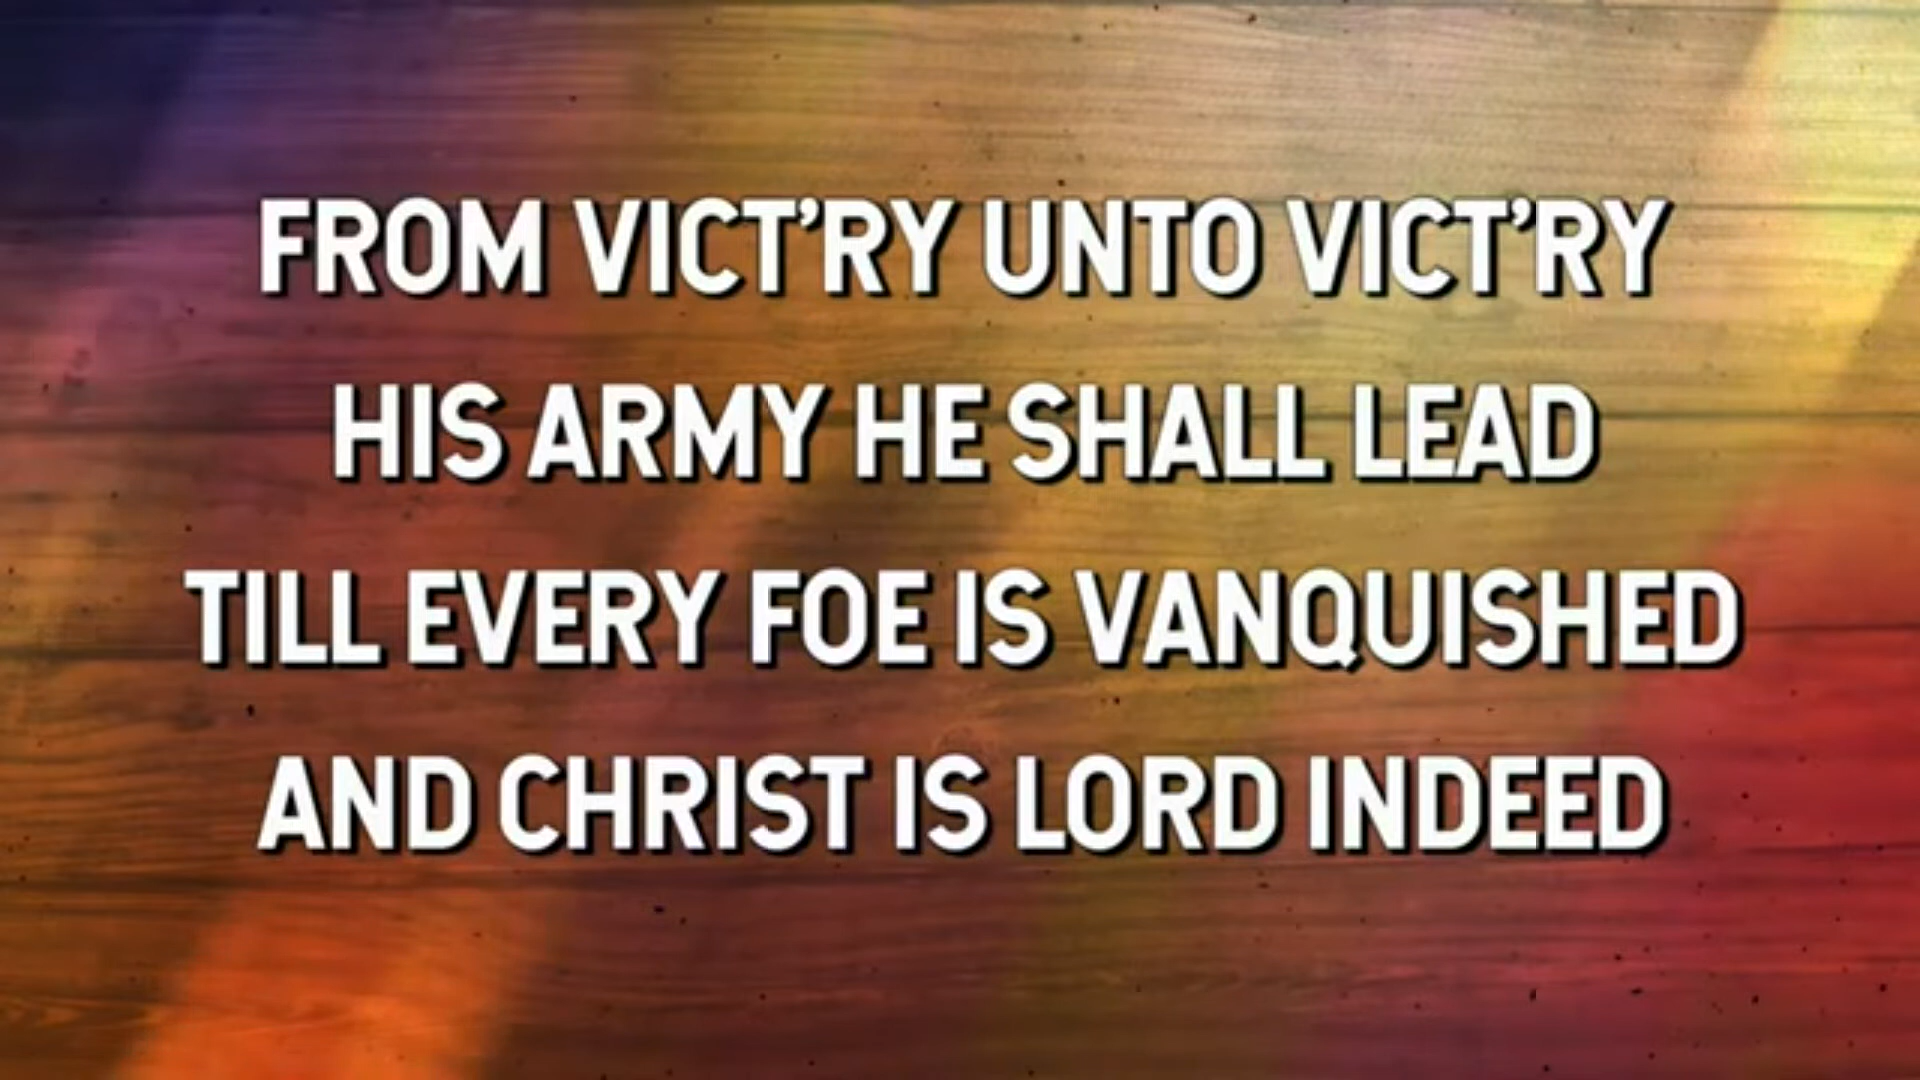 FROM VICT’RY UNTO VICT’RY
HIS ARMY HE SHALL LEAD
TILL EVERY FOE IS VANQUISHED
AND CHRIST IS LORD INDEED